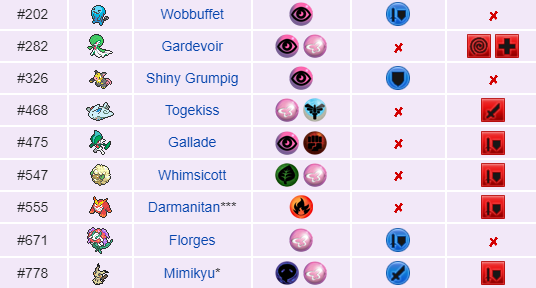 #202 Wobbuffet
#282 Gardevoir
#326 Shiny Grumpig
#468 Togekiss
#475 Gallade
#547 Whimsicott
#555 Darmanitan***
#671 Florges
#778 Mimikyu*